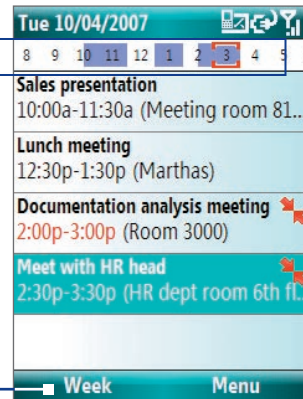 Tue 10/04/2007
8 9 10 11 12 1 2 3 4 5
Sales presentation
10:00a-11:30a (Meeting room 81..
Lunch meeting
12:30p-1:30p (Marthas)
Documentation analysis meeting
2:00p-3:00p (Room 3000)
Meet with HR head
2:30p-3:30p (HR dept room 6th fl.
Week Menu